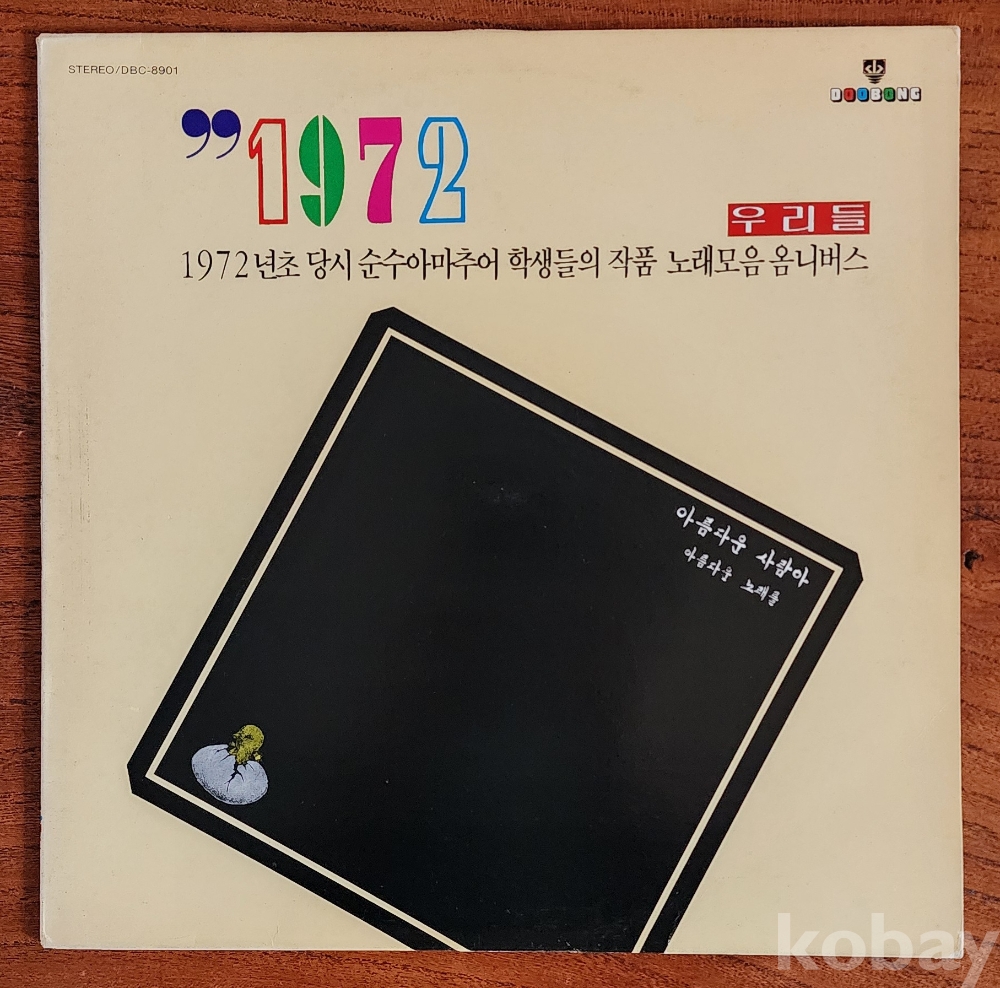 STEREO/DBC-8901
DOOBONG
”1972
우리들
1972년초 당시 순수아마추어 학생들의 작품 노래모음 옴니버스
아름다운 사람아
아름다운 노래를
kobay